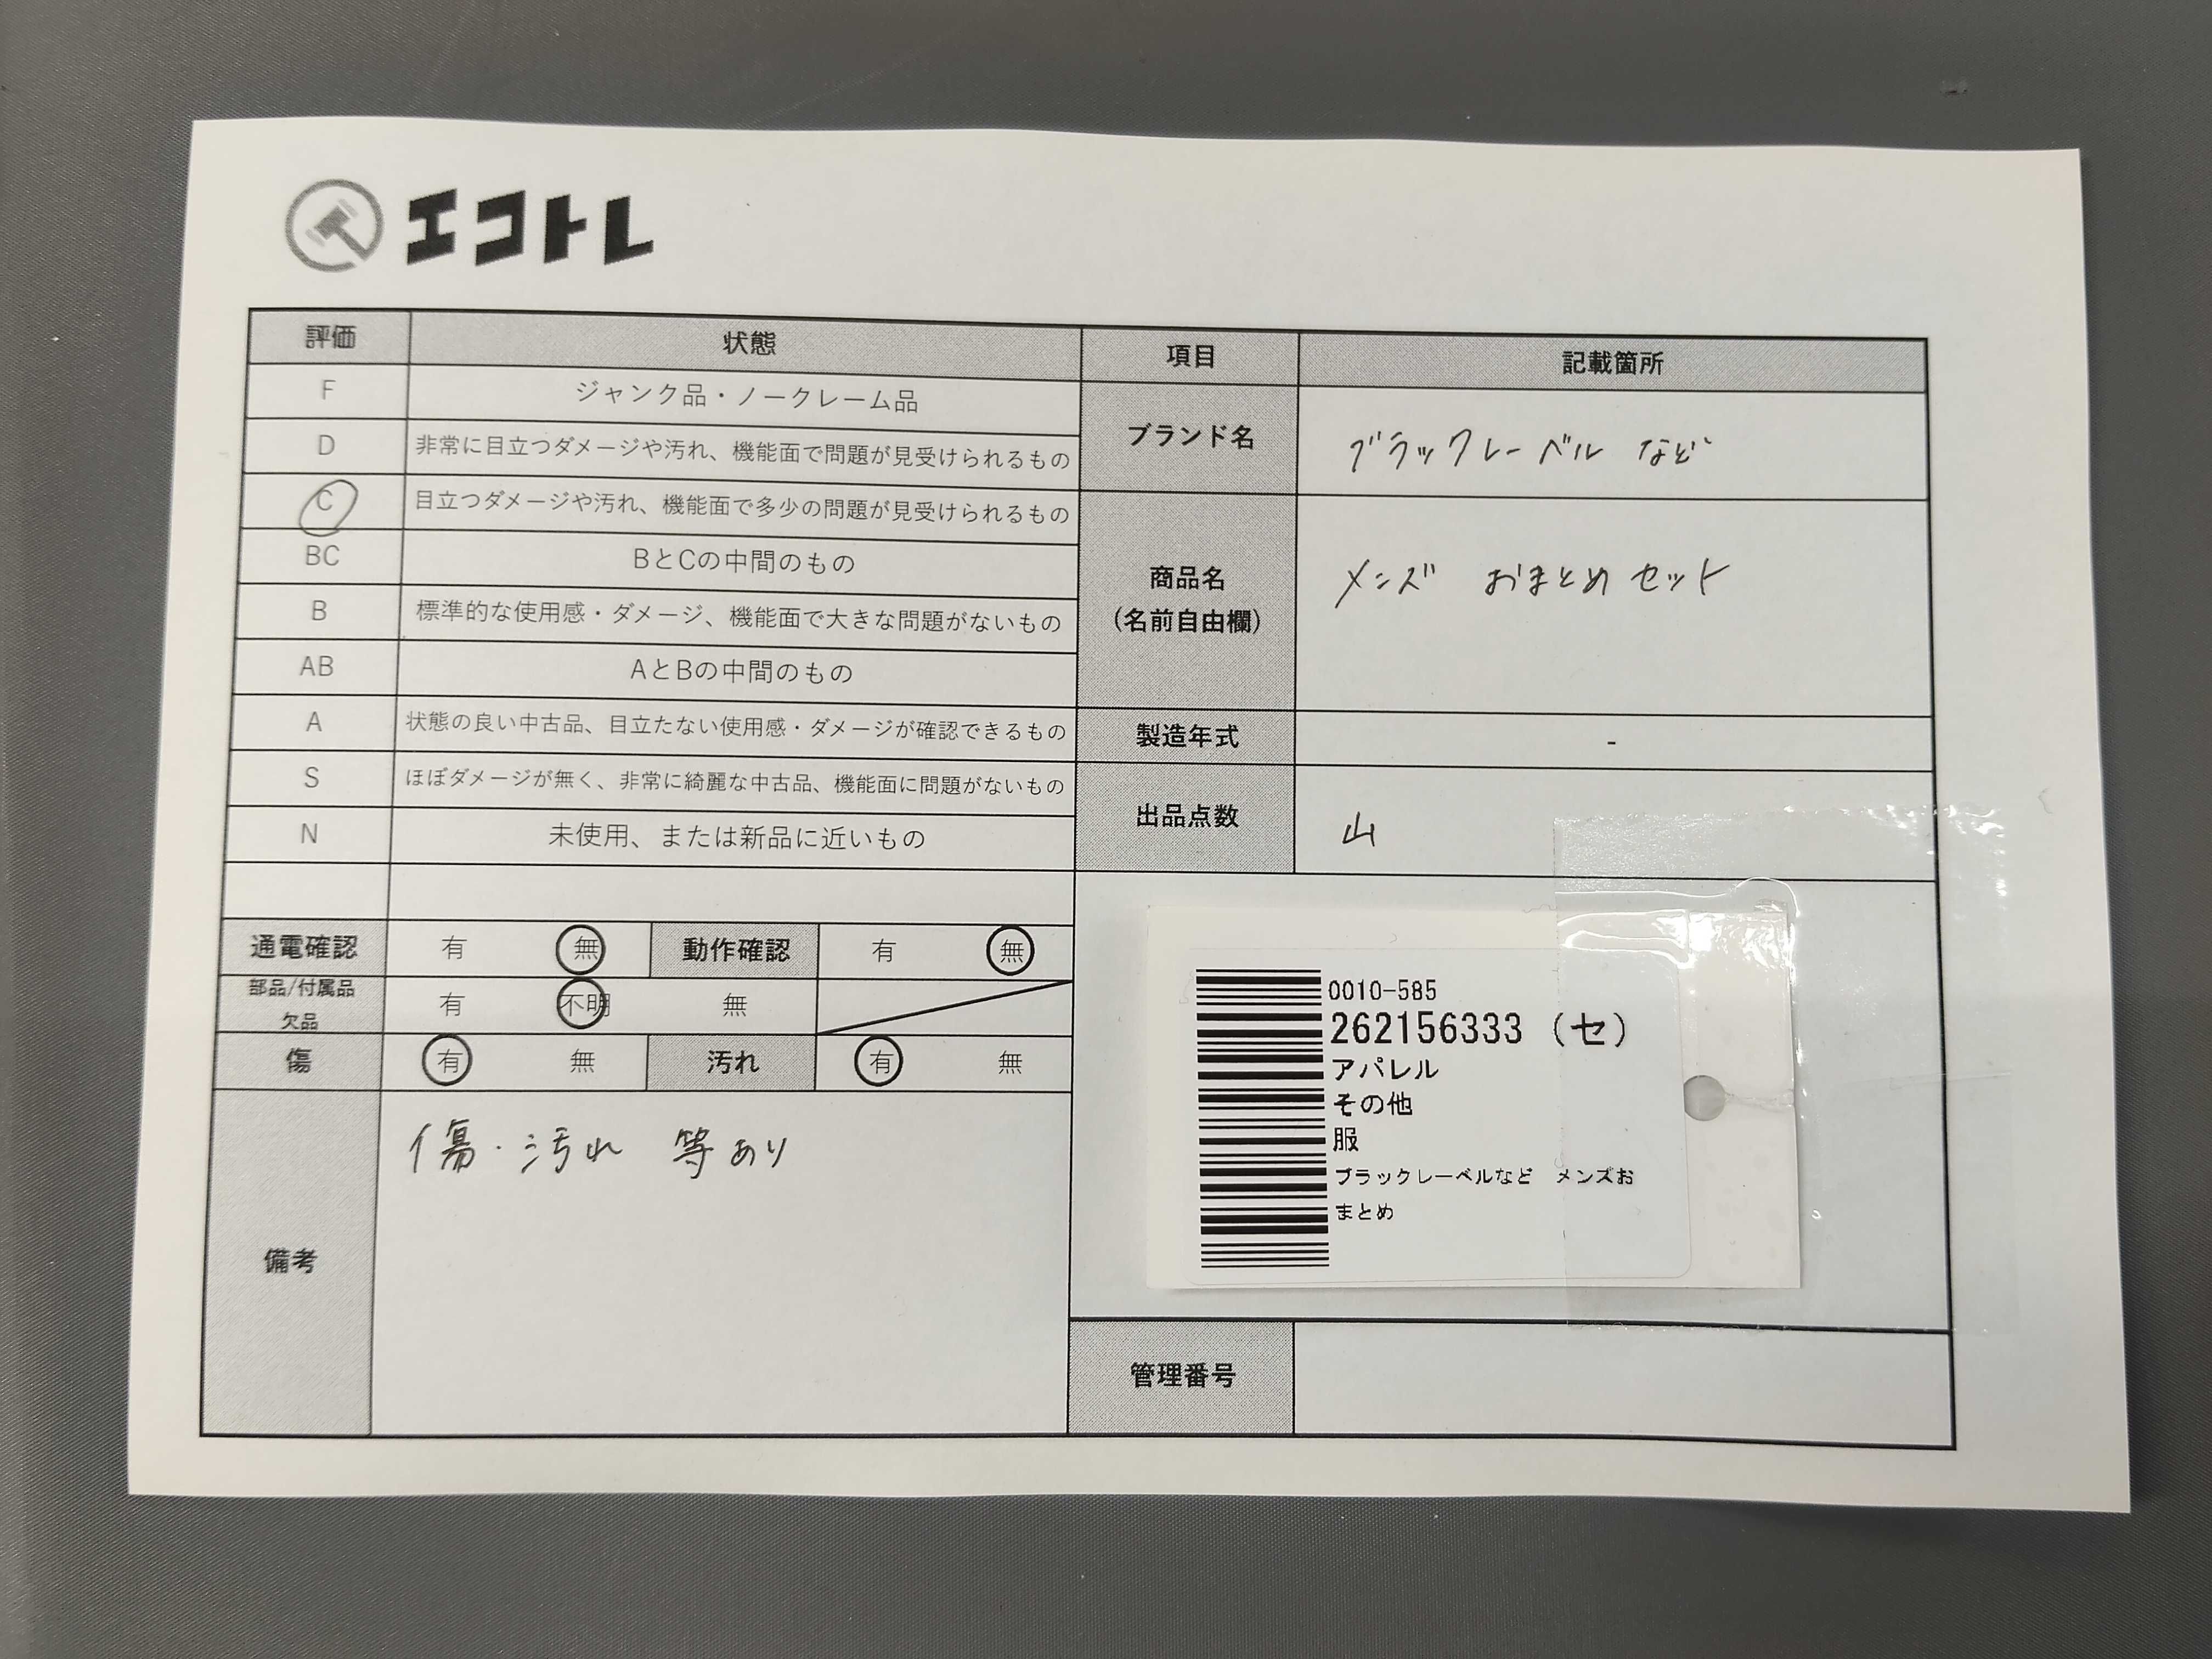 エコトレ
評価 状態 項目 記載箇所
F ジャンク品・ノークレーム品
D 非常に目立つダメージや汚れ、機能面で問題が見受けられるもの
ブランド名 ブラックレーベル など
C 目立つダメージや汚れ、機能面で多少の問題が見受けられるもの
BC BとCの中間のもの
商品名 メンズ おまとめセット
(名前自由欄)
B 標準的な使用感・ダメージ、機能面で大きな問題がないもの
AB AとBの中間のもの
A 状態の良い中古品、目立たない使用感・ダメージが確認できるもの
製造年式 -
S ほぼダメージが無く、非常に綺麗な中古品、機能面に問題がないもの
出品点数 山
N 未使用、または新品に近いもの
通電確認 有 無 動作確認 有 無
部品/付属品
欠品 有 不明 無
傷 有 無 汚れ 有 無
備考 傷・汚れ 等あり
0010-585
262156333 (セ)
アパレル
その他
服
ブラックレーベルなど メンズお
まとめ
管理番号